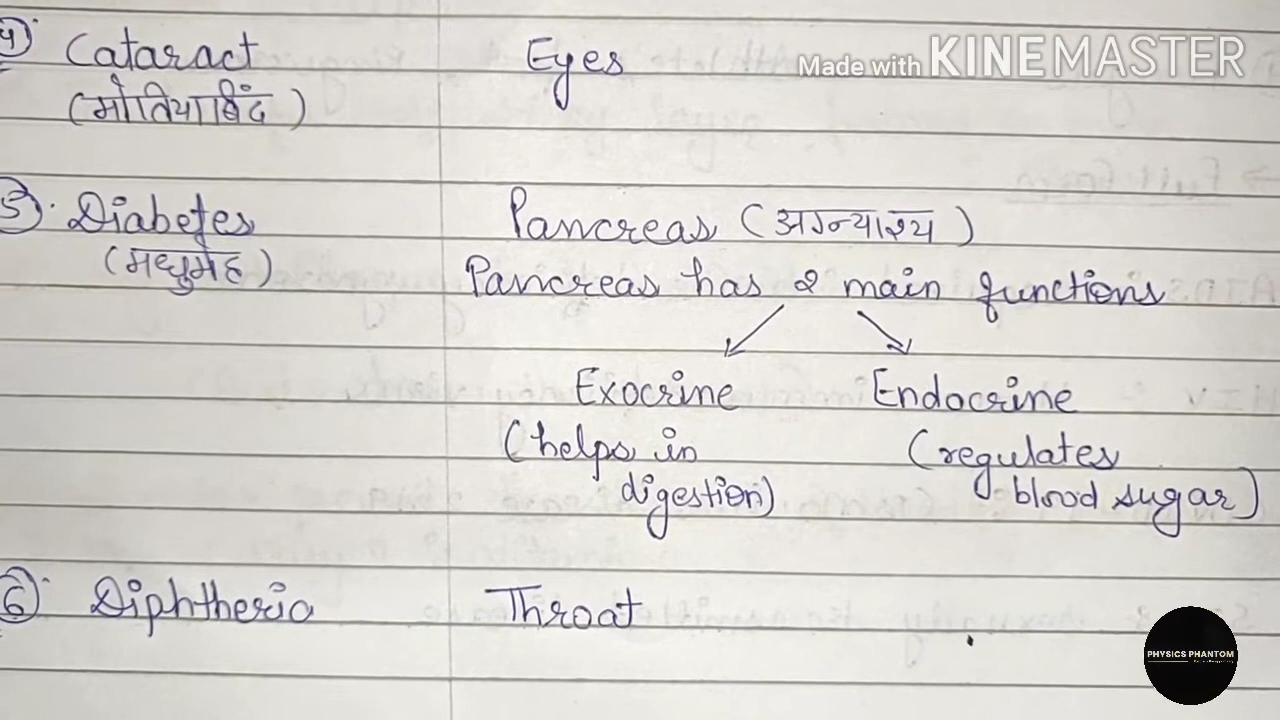 4) Cataract Eyes
(मोतियाबिंद)
Made with KINEMASTER
5). Diabetes Pancreas (अग्न्याश्य)
(मधुमेह) Pancreas has 2 main functions
Exocrine Endocrine
(helps in (regulates
digestion) blood sugar)
6). Diphtheria Throat
PHYSICS PHANTOM